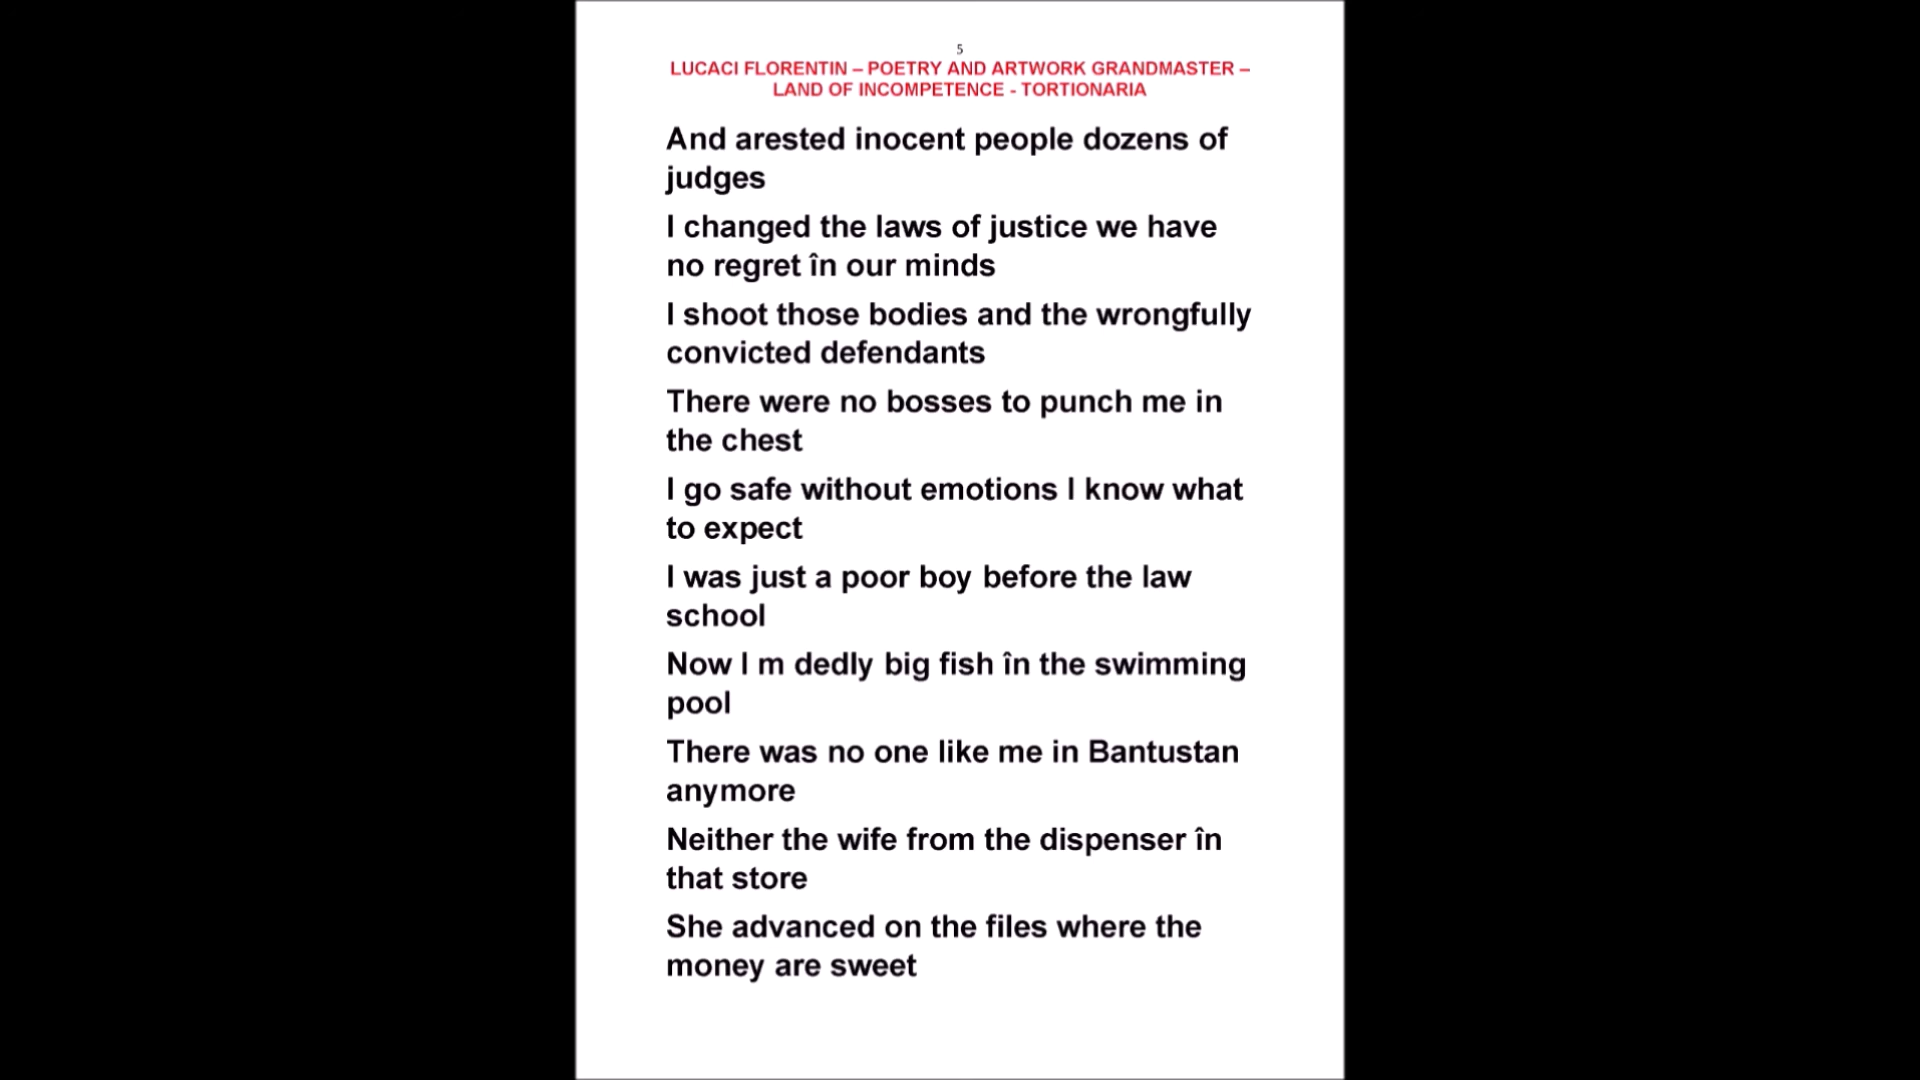 5
LUCACI FLORENTIN – POETRY AND ARTWORK GRANDMASTER –
LAND OF INCOMPETENCE - TORTIONARIA
And arested inocent people dozens of
judges
I changed the laws of justice we have
no regret în our minds
I shoot those bodies and the wrongfully
convicted defendants
There were no bosses to punch me in
the chest
I go safe without emotions I know what
to expect
I was just a poor boy before the law
school
Now I m dedly big fish în the swimming
pool
There was no one like me in Bantustan
anymore
Neither the wife from the dispenser în
that store
She advanced on the files where the
money are sweet